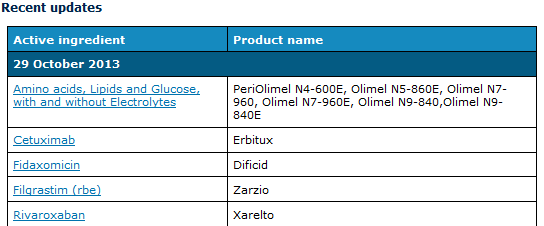 Recent updates
Active ingredient Product name
29 October 2013
Amino acids, Lipids and Glucose, PeriOlimel N4-600E, Olimel N5-860E, Olimel N7-
with and without Electrolytes 960, Olimel N7-960E, Olimel N9-840,Olimel N9-
840E
Cetuximab Erbitux
Fidaxomicin Dificid
Filgrastim (rbe) Zarzio
Rivaroxaban Xarelto